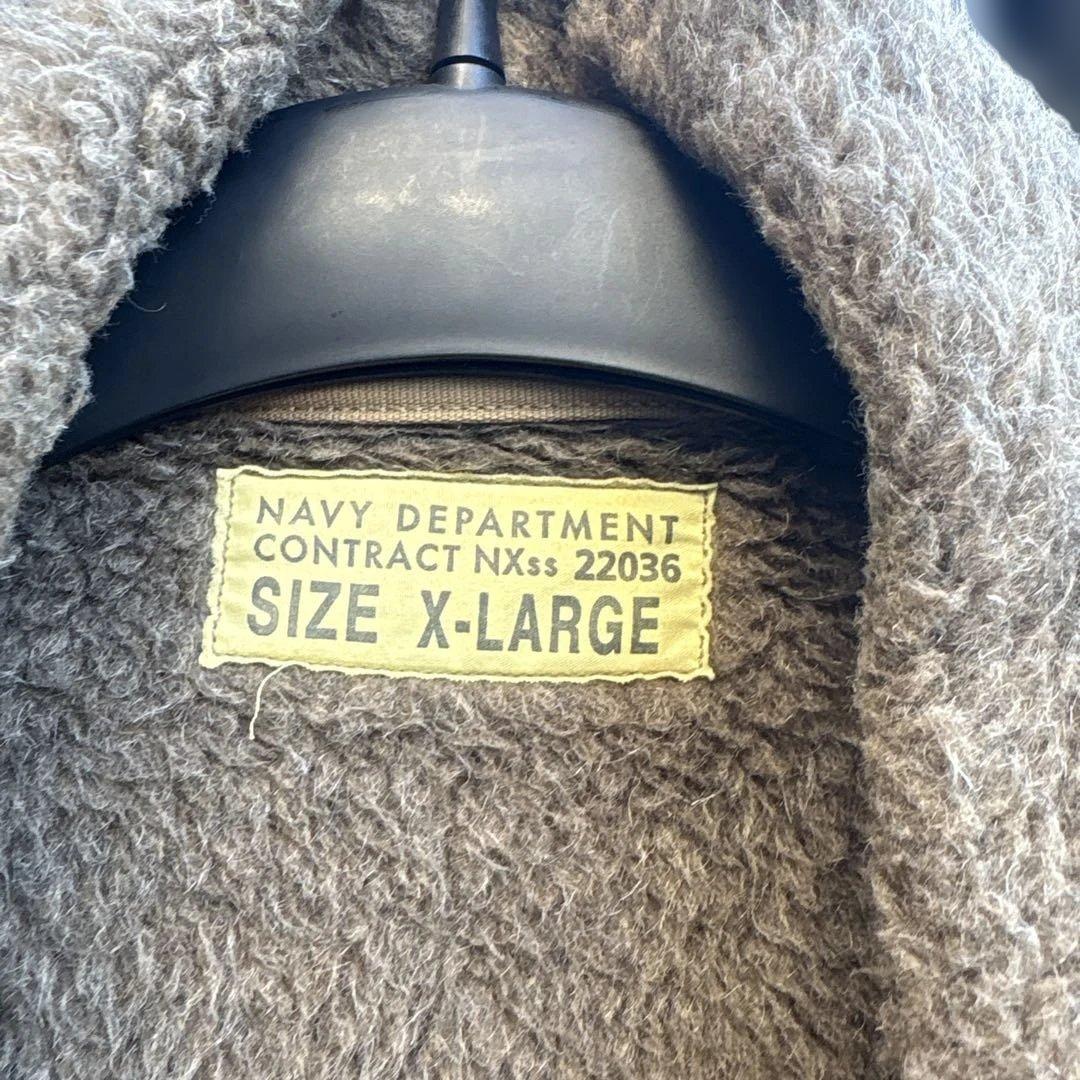 NAVY DEPARTMENT
CONTRACT NXss 22036
SIZE X-LARGE